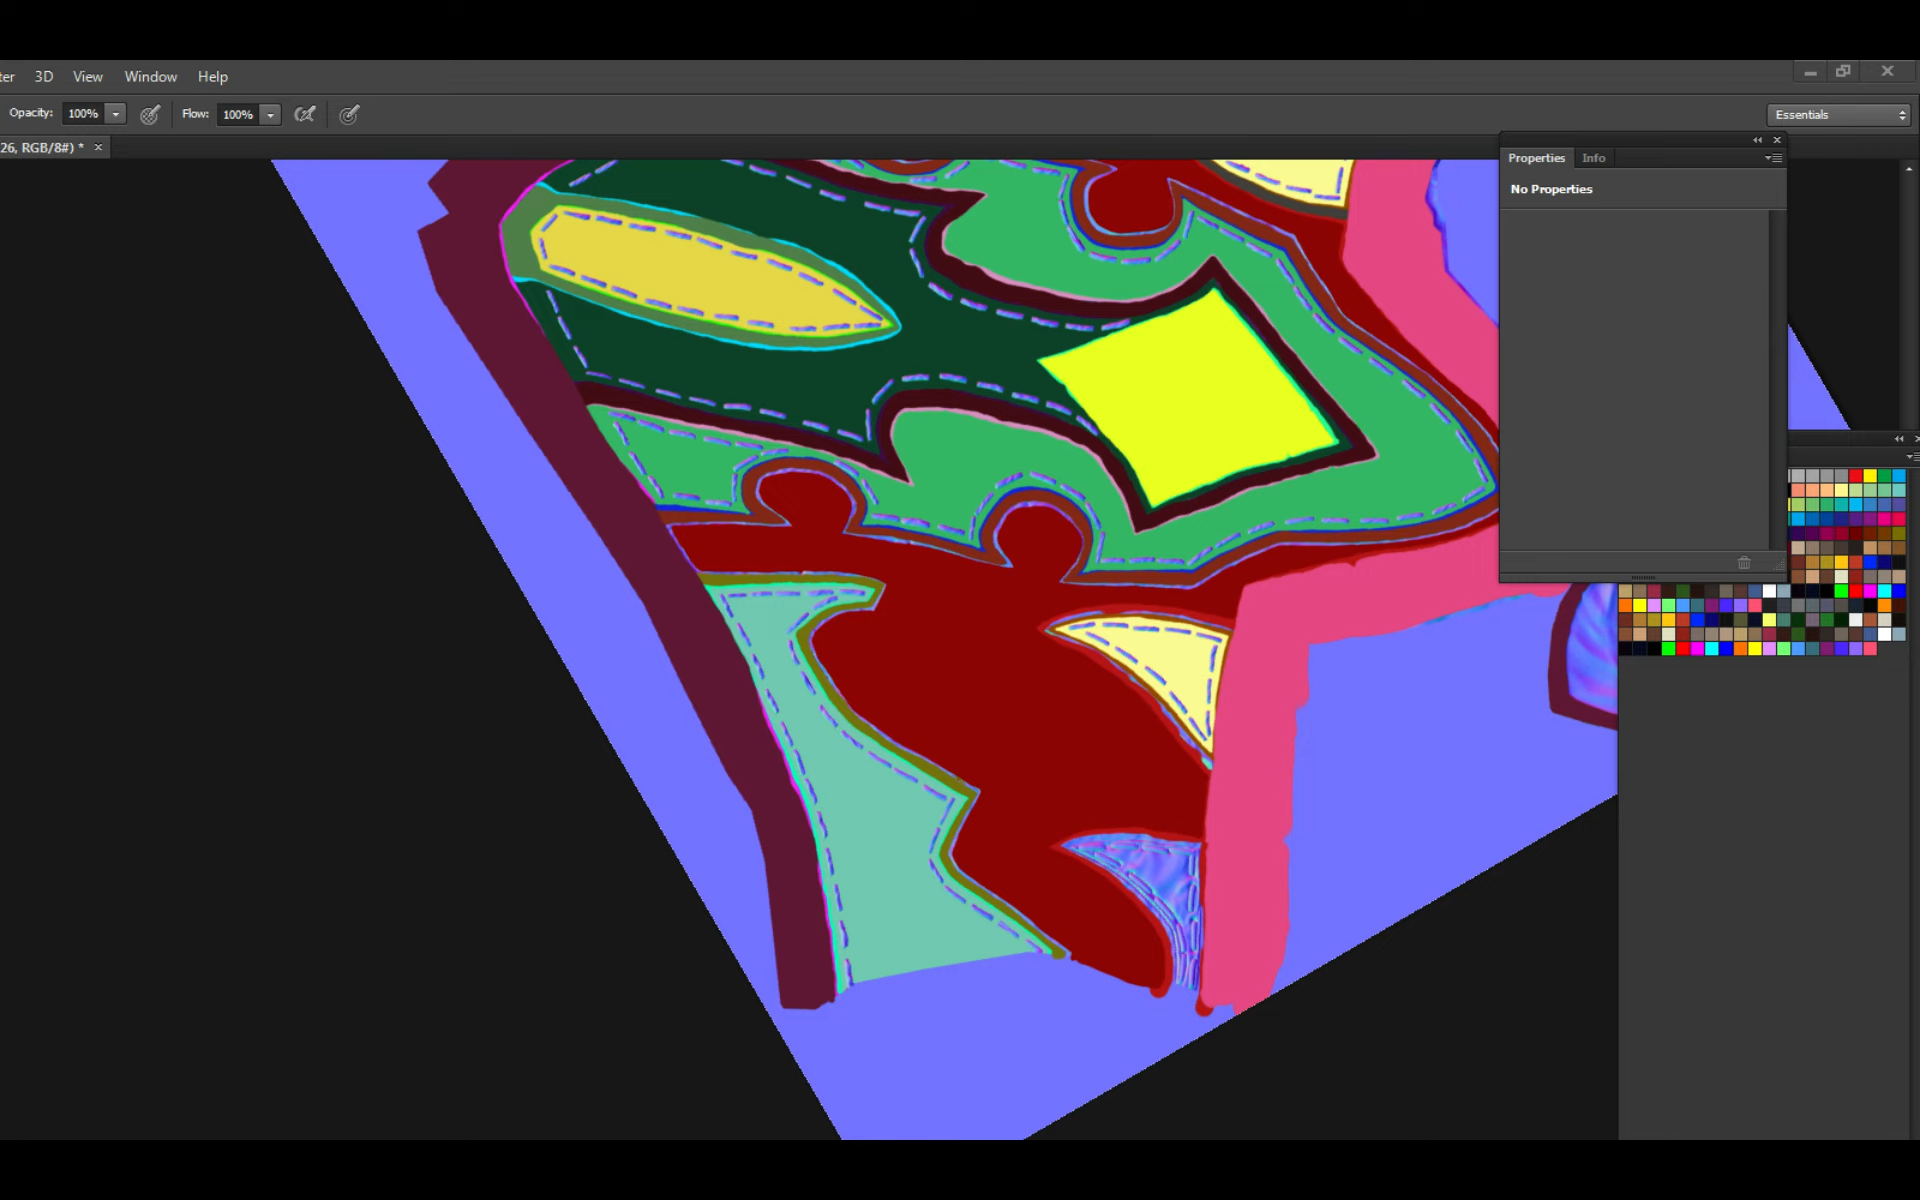 ter 3D View Window Help
Opacity: 100% Flow: 100% Essentials
26, RGB/8#) * ×
Properties Info
No Properties